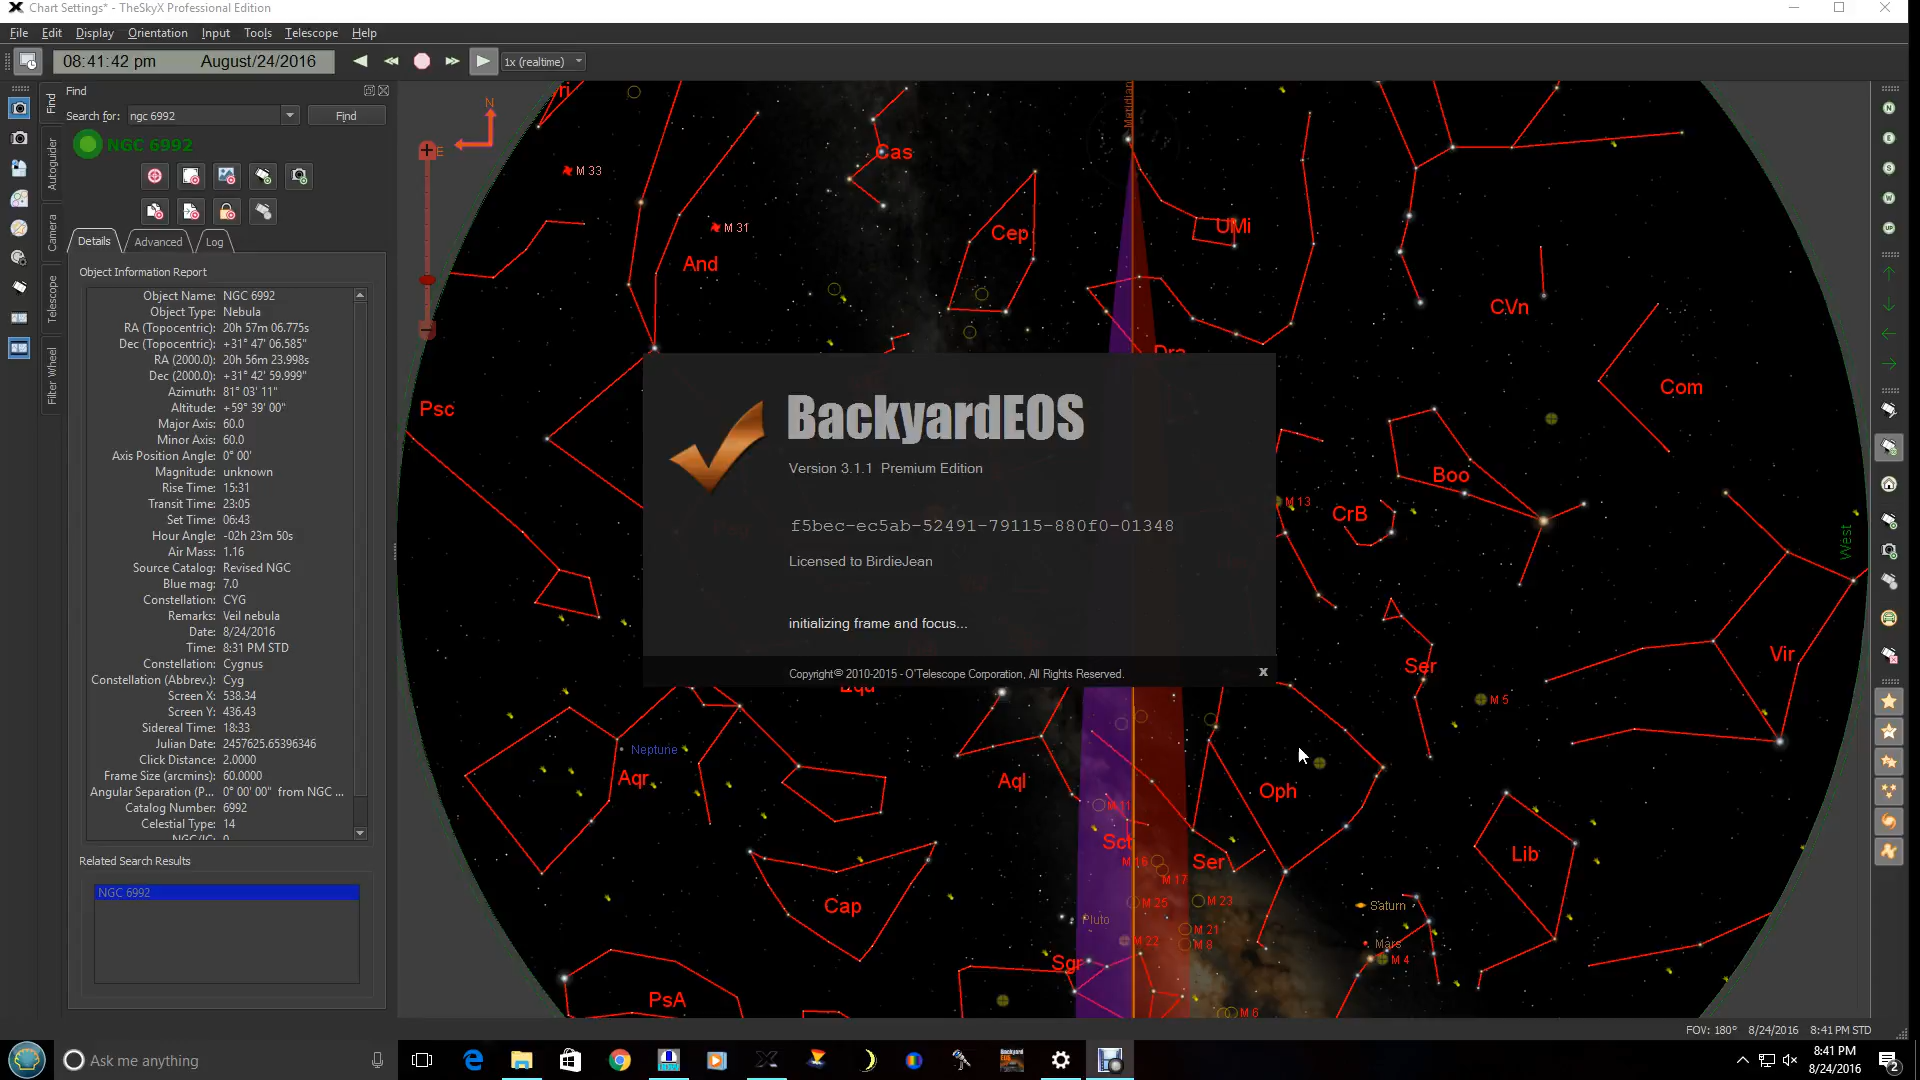 Chart Settings* - TheSkyX Professional Edition
File Edit Display Orientation Input Tools Telescope Help
08:41:42 pm August/24/2016 1x (realtime)
Find
Search for: ngc 6992 Find
NGC 6992
Find
Autoguider
Camera
Telescope
Filter Wheel
Details Advanced Log
Object Information Report
Object Name: NGC 6992
Object Type: Nebula
RA (Topocentric): 20h 57m 06.775s
Dec (Topocentric): +31° 47' 06.585"
RA (2000.0): 20h 56m 23.998s
Dec (2000.0): +31° 42' 59.999"
Azimuth: 81° 03' 11"
Altitude: +59° 39' 00"
Major Axis: 60.0
Minor Axis: 60.0
Axis Position Angle: 0° 00'
Magnitude: unknown
Rise Time: 15:31
Transit Time: 23:05
Set Time: 06:43
Hour Angle: -02h 23m 50s
Air Mass: 1.16
Source Catalog: Revised NGC
Blue mag: 7.0
Constellation: CYG
Remarks: Veil nebula
Date: 8/24/2016
Time: 8:31 PM STD
Constellation: Cygnus
Constellation (Abbrev.): Cyg
Screen X: 538.34
Screen Y: 436.43
Sidereal Time: 18:33
Julian Date: 2457625.65396346
Click Distance: 2.0000
Frame Size (arcmins): 60.0000
Angular Separation (P... 0° 00' 00" from NGC ...
Catalog Number: 6992
Celestial Type: 14
NGC/IC: 0
Related Search Results
NGC 6992
N
E
Meridian
M 33
Cas
M 31
And
Cep
UMi
CVn
Dra
Psc
Com
Boo
M 13
CrB
West
BackyardEOS
Version 3.1.1 Premium Edition
f5bec-ec5ab-52491-79115-880f0-01348
Licensed to BirdieJean
initializing frame and focus...
Copyright© 2010-2015 - O'Telescope Corporation, All Rights Reserved. x
Vir
Ser
Equ
M 5
Neptune
Aqr
Aql
Oph
M 11
Sct
M 16
Ser
Lib
M 17
Cap
M 25
M 23
Saturn
Pluto
M 21
M 22
M 8
Mars
M 4
Sgr
PsA
M 6
N
E
S
W
UP
FOV: 180° 8/24/2016 8:41 PM STD
Ask me anything
8:41 PM
8/24/2016
2